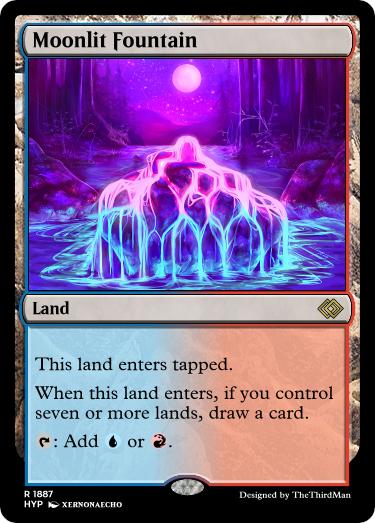 Moonlit Fountain
Land
This land enters tapped.
When this land enters, if you control
seven or more lands, draw a card.
: Add or .
R 1887
HYP XERNONAECHO
Designed by TheThirdMan